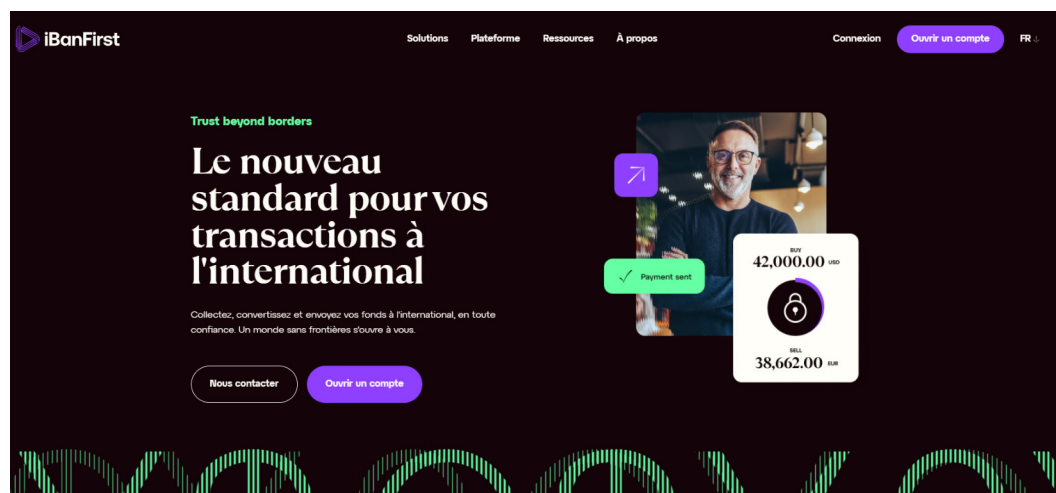 iBanFirst
Solutions Plateforme Ressources À propos
Connexion Ouvrir un compte FR
Trust beyond borders
Le nouveau
standard pour vos
transactions à
l'international
Collectez, convertissez et envoyez vos fonds à l'international, en toute
confiance. Un monde sans frontières s'ouvre à vous.
Nous contacter Ouvrir un compte
Payment sent
BUY
42,000.00 USD
SELL
38,662.00 EUR